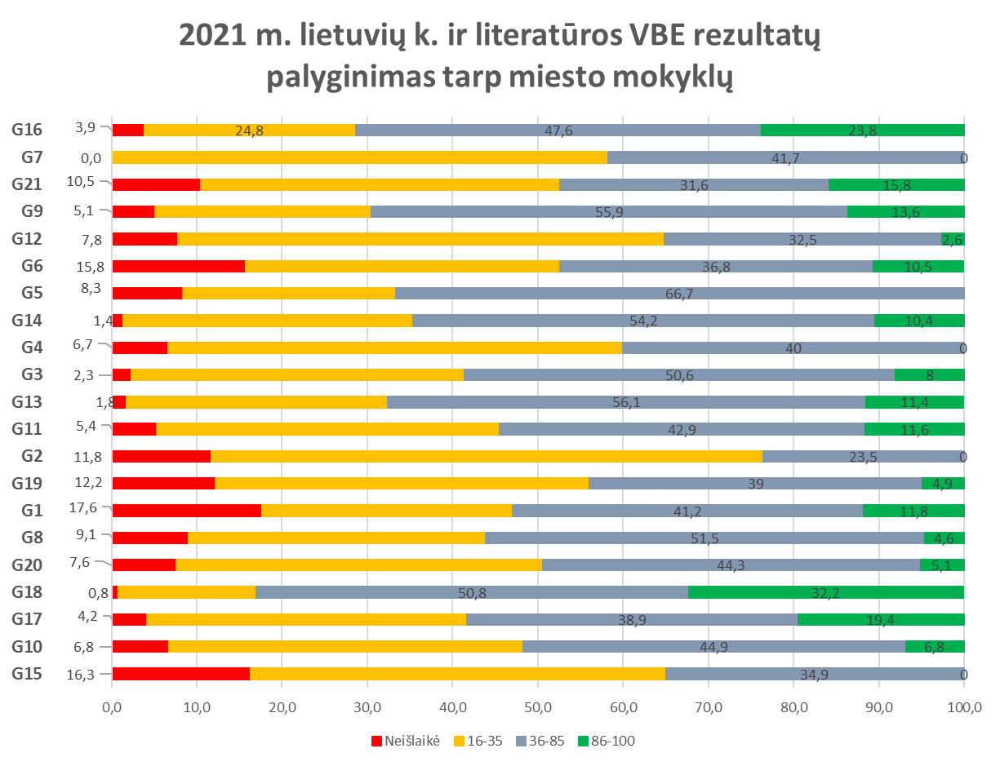 2021 m. lietuvių k. ir literatūros VBE rezultatų
palyginimas tarp miesto mokyklų
G16 3,9 24,8 47,6 23,8
G7 0,0 41,7 0
G21 10,5 31,6 15,8
G9 5,1 55,9 13,6
G12 7,8 32,5 2,6
G6 15,8 36,8 10,5
G5 8,3 66,7
G14 1,4 54,2 10,4
G4 6,7 40 0
G3 2,3 50,6 8
G13 1,8 56,1 11,4
G11 5,4 42,9 11,6
G2 11,8 23,5 0
G19 12,2 39 4,9
G1 17,6 41,2 11,8
G8 9,1 51,5 4,6
G20 7,6 44,3 5,1
G18 0,8 50,8 32,2
G17 4,2 38,9 19,4
G10 6,8 44,9 6,8
G15 16,3 34,9 0
0,0 10,0 20,0 30,0 40,0 50,0 60,0 70,0 80,0 90,0 100,0
Neišlaikė 16-35 36-85 86-100